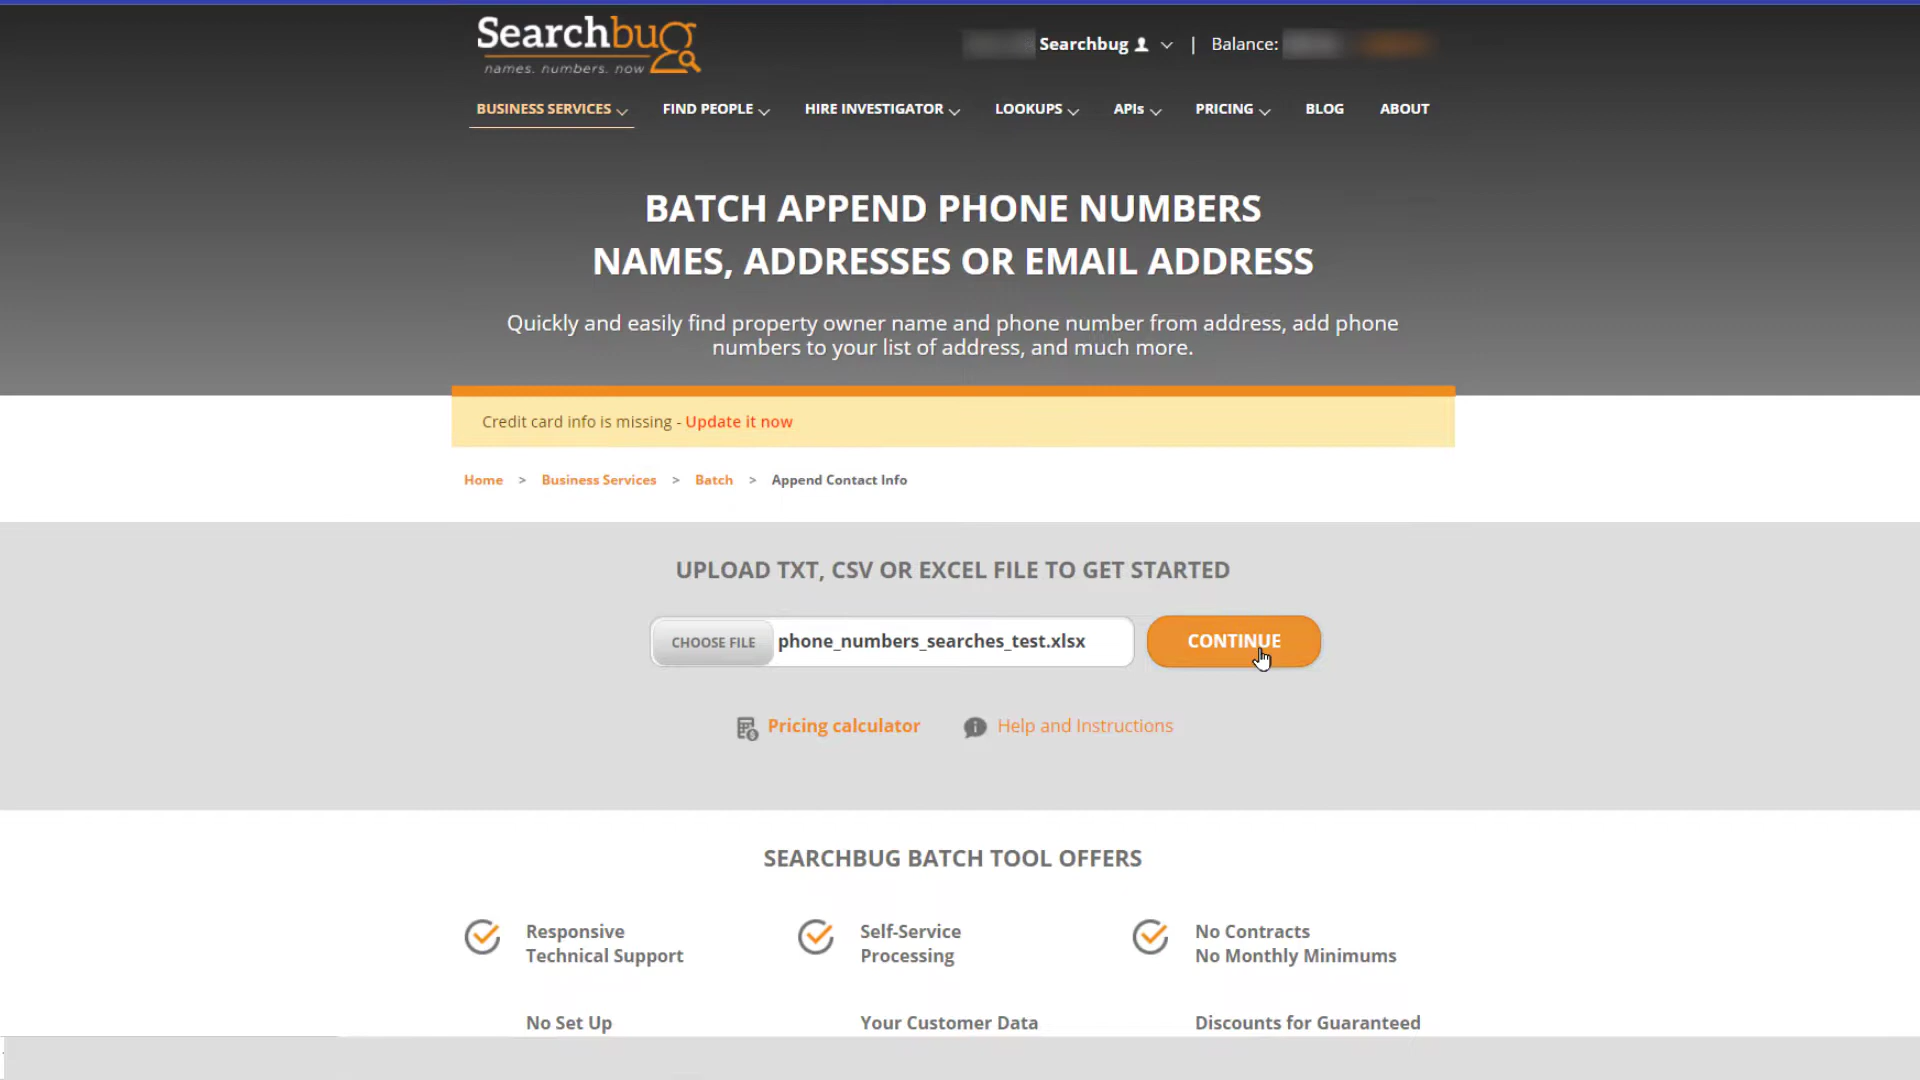 Searchbug
names. numbers. now
Searchbug | Balance:
BUSINESS SERVICES FIND PEOPLE HIRE INVESTIGATOR LOOKUPS APIs PRICING BLOG ABOUT
BATCH APPEND PHONE NUMBERS
NAMES, ADDRESSES OR EMAIL ADDRESS
Quickly and easily find property owner name and phone number from address, add phone
numbers to your list of address, and much more.
Credit card info is missing - Update it now
Home > Business Services > Batch > Append Contact Info
UPLOAD TXT, CSV OR EXCEL FILE TO GET STARTED
CHOOSE FILE phone_numbers_searches_test.xlsx CONTINUE
Pricing calculator Help and Instructions
SEARCHBUG BATCH TOOL OFFERS
Responsive Self-Service No Contracts
Technical Support Processing No Monthly Minimums
No Set Up Your Customer Data Discounts for Guaranteed